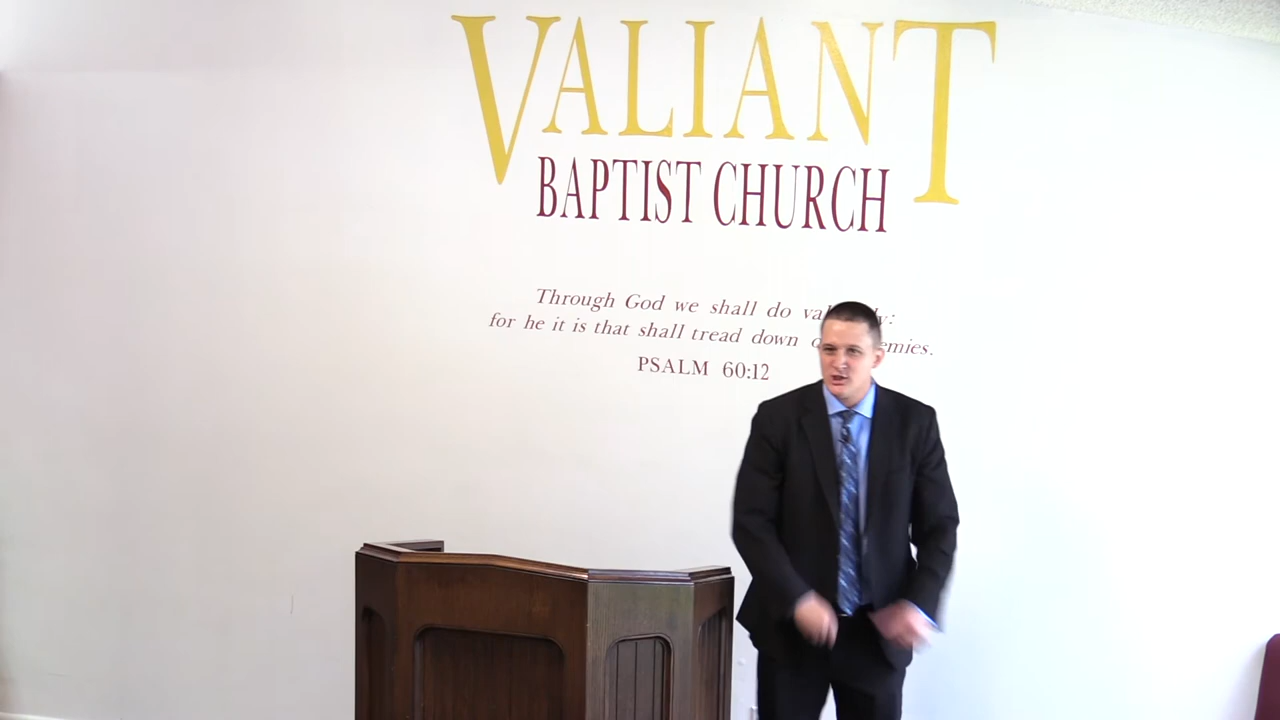 VALIANT
BAPTIST CHURCH
Through God we shall do
for he it is that shall tread down
PSALM 60:12